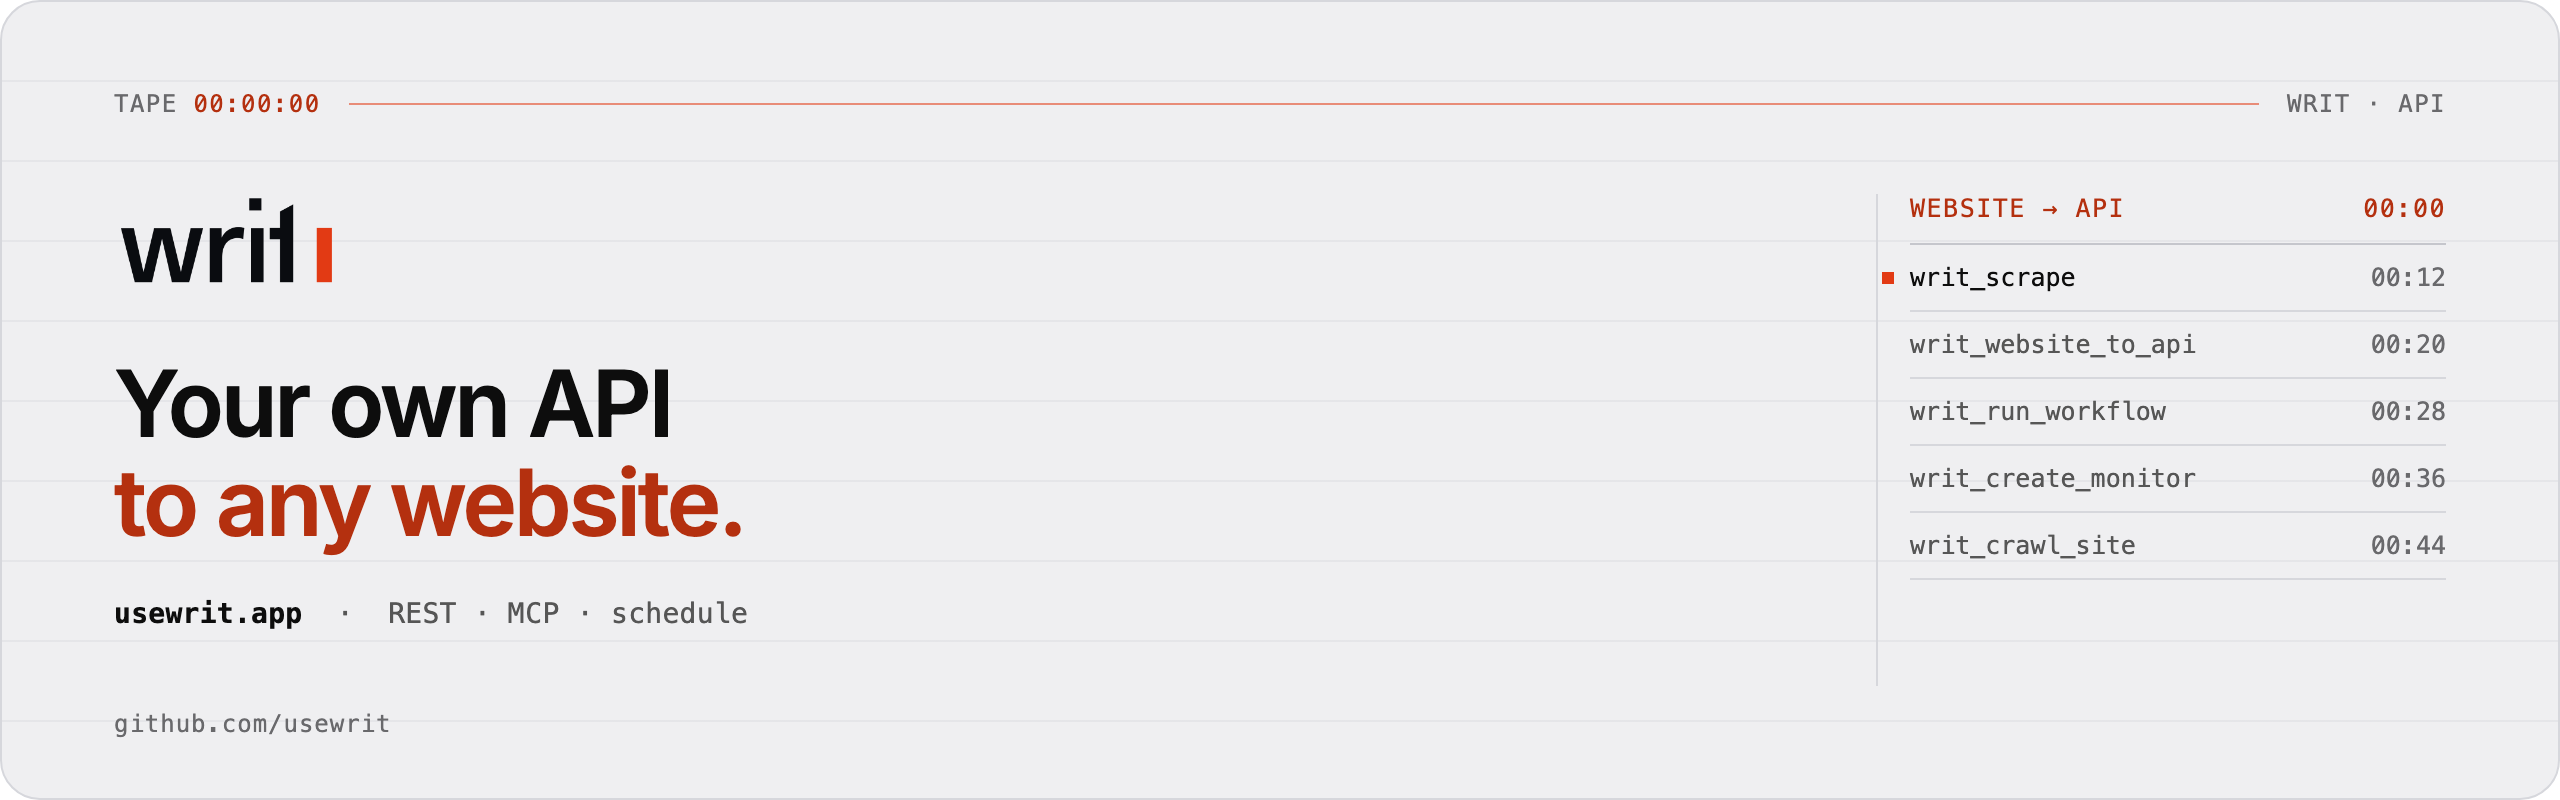 TAPE 00:00:00 WRIT · API
writ
Your own API
to any website.
usewrit.app · REST · MCP · schedule
github.com/usewrit
WEBSITE → API 00:00
writ_scrape 00:12
writ_website_to_api 00:20
writ_run_workflow 00:28
writ_create_monitor 00:36
writ_crawl_site 00:44